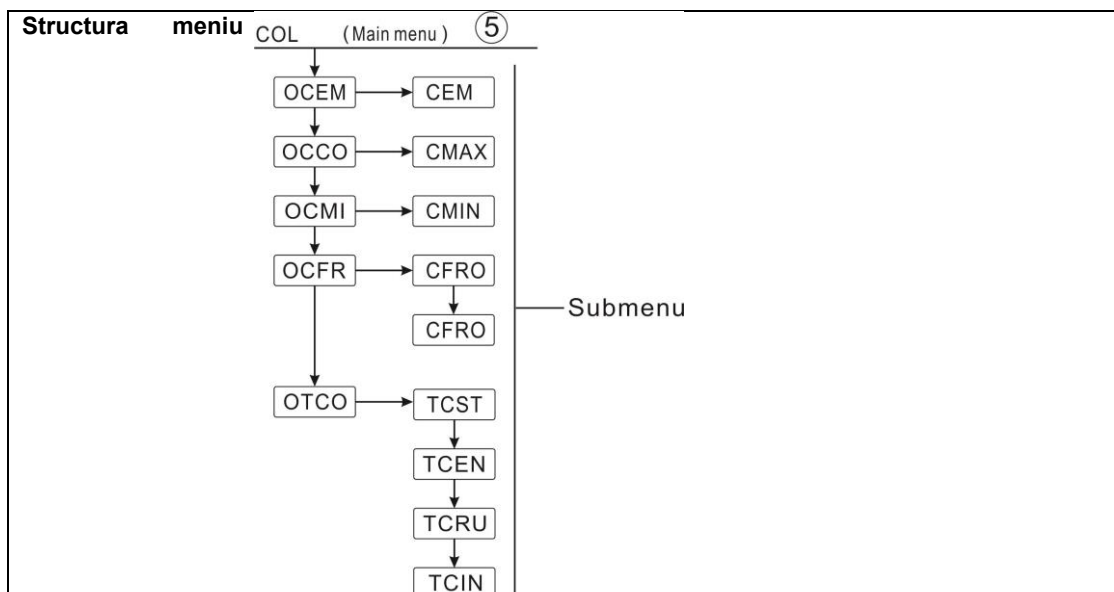 Structura meniu COL (Main menu) ⑤
OCEM CEM
OCCO CMAX
OCMI CMIN
OCFR CFRO
Submenu
CFRO
OTCO TCST
TCEN
TCRU
TCIN